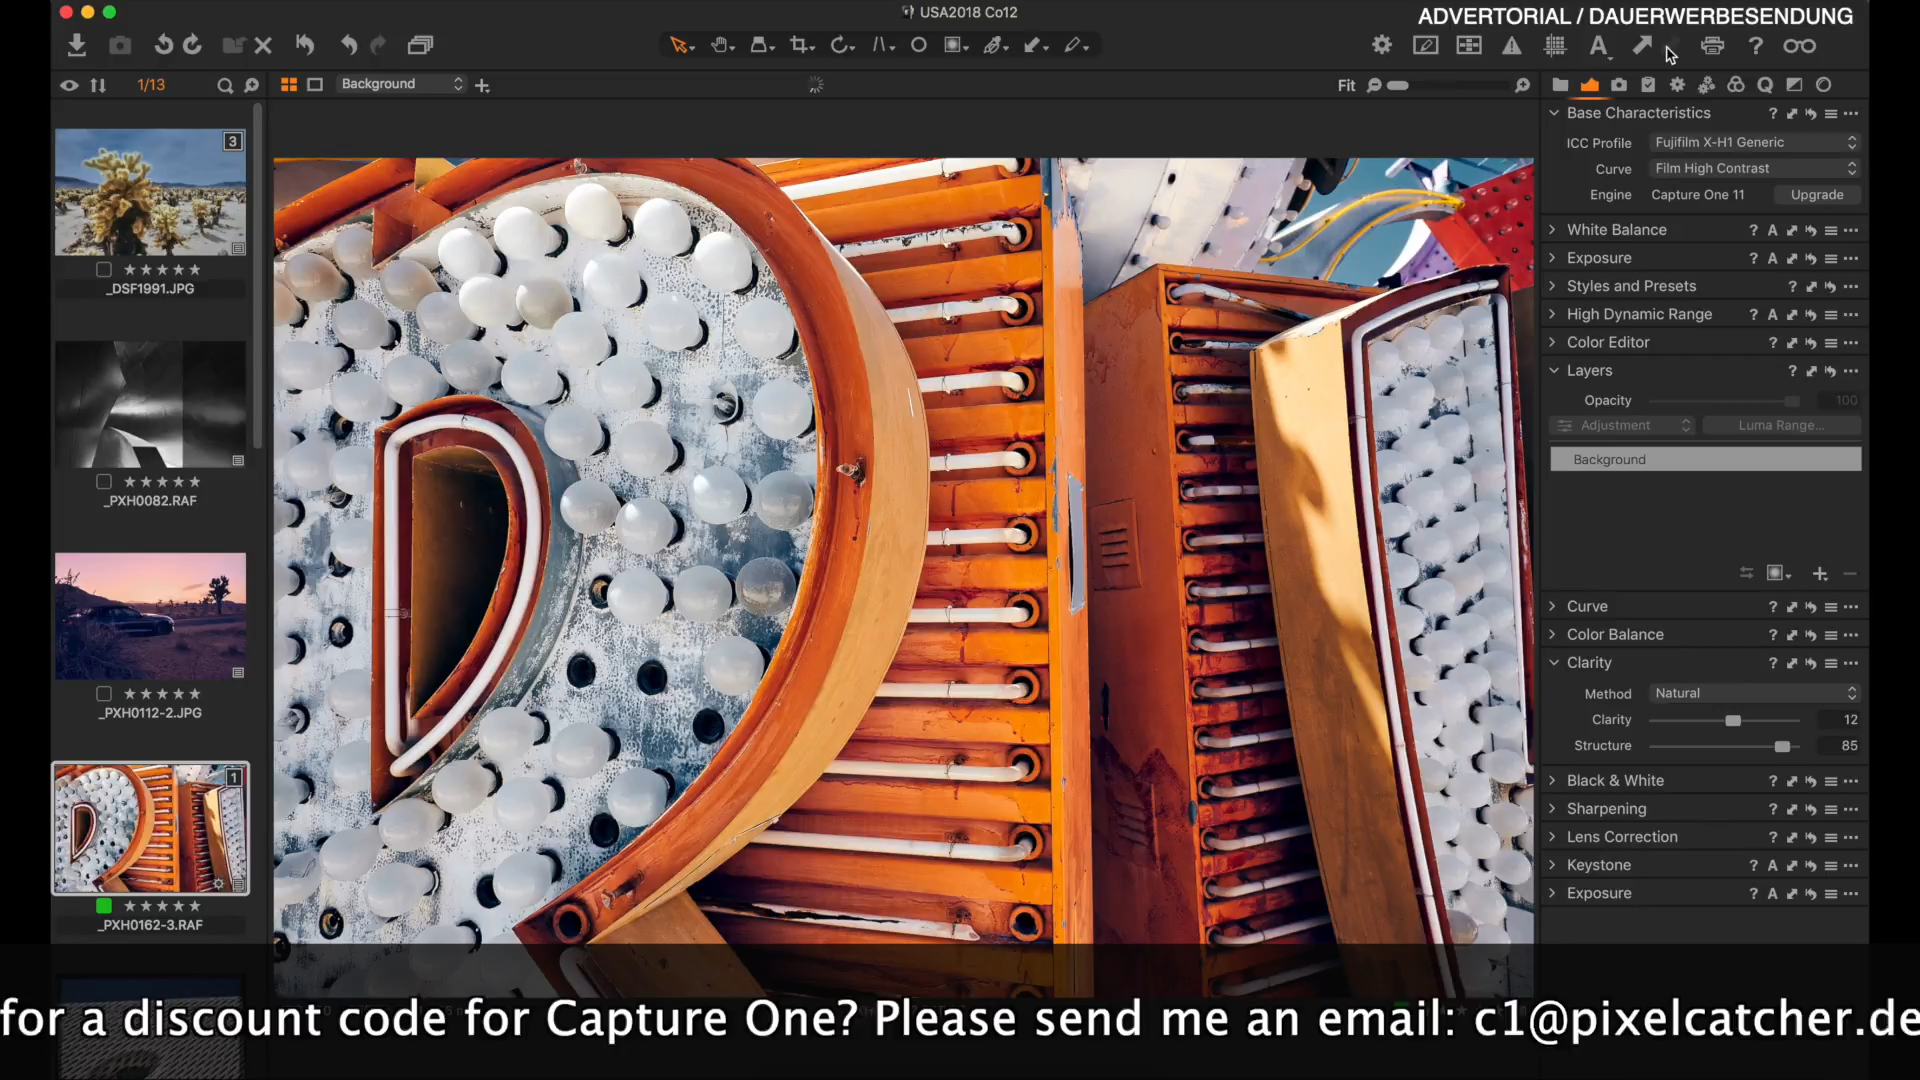 USA2018 Co12
ADVERTORIAL / DAUERWERBESENDUNG
1/13
Background
Fit
3
_DSF1991.JPG
_PXH0082.RAF
_PXH0112-2.JPG
1
_PXH0162-3.RAF
Base Characteristics
ICC Profile Fujifilm X-H1 Generic
Curve Film High Contrast
Engine Capture One 11 Upgrade
White Balance
Exposure
Styles and Presets
High Dynamic Range
Color Editor
Layers
Opacity 100
Adjustment Luma Range...
Background
Curve
Color Balance
Clarity
Method Natural
Clarity 12
Structure 85
Black & White
Sharpening
Lens Correction
Keystone
Exposure
for a discount code for Capture One? Please send me an email: c1@pixelcatcher.de